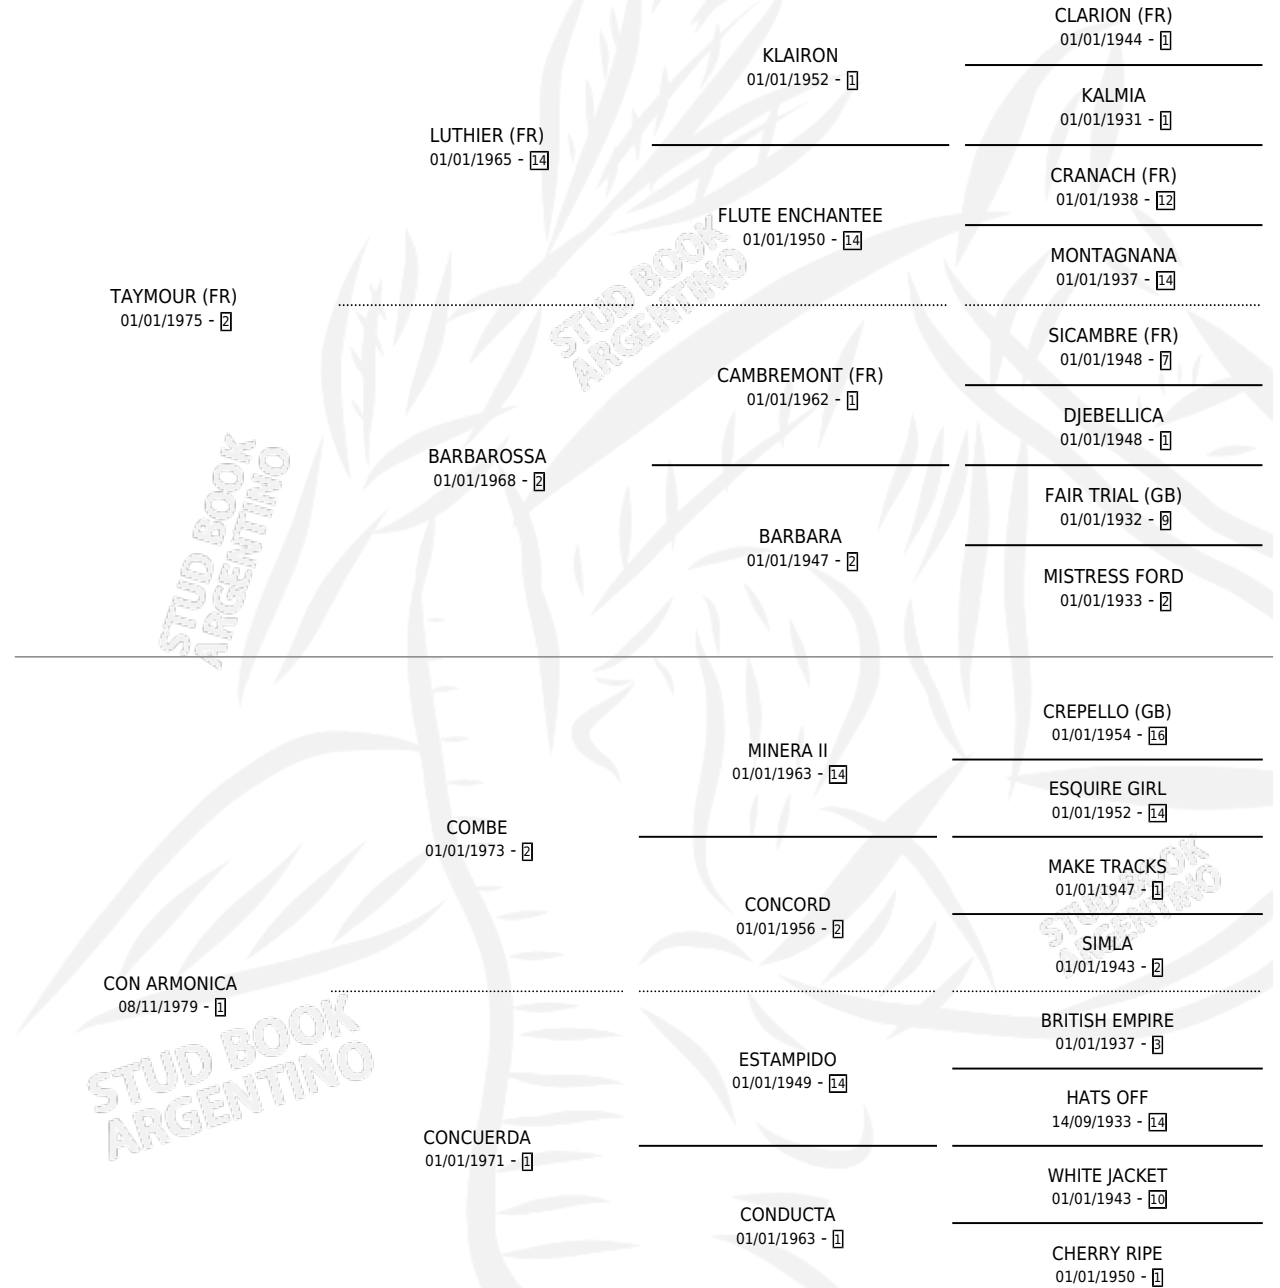 CLARION (FR)
01/01/1944 - 1
KLAIRON
01/01/1952 - 1
KALMIA
01/01/1931 - 1
LUTHIER (FR)
01/01/1965 - 14
CRANACH (FR)
01/01/1938 - 12
FLUTE ENCHANTEE
01/01/1950 - 14
MONTAGNANA
01/01/1937 - 14
TAYMOUR (FR)
01/01/1975 - 2
STUD BOOK
ARGENTINO
SICAMBRE (FR)
01/01/1948 - 7
CAMBREMONT (FR)
01/01/1962 - 1
DJEBELLICA
01/01/1948 - 1
BARBAROSSA
01/01/1968 - 2
FAIR TRIAL (GB)
01/01/1932 - 9
BARBARA
01/01/1947 - 2
MISTRESS FORD
01/01/1933 - 2
STUD BOOK
ARGENTINO
CREPELLO (GB)
01/01/1954 - 16
MINERA II
01/01/1963 - 14
ESQUIRE GIRL
01/01/1952 - 14
COMBE
01/01/1973 - 2
MAKE TRACKS
01/01/1947 - 1
CONCORD
01/01/1956 - 2
SIMLA
01/01/1943 - 2
STUD BOOK
ARGENTINO
CON ARMONICA
08/11/1979 - 1
BRITISH EMPIRE
01/01/1937 - 3
ESTAMPIDO
01/01/1949 - 14
HATS OFF
14/09/1933 - 14
STUD BOOK
ARGENTINO
CONCUERDA
01/01/1971 - 1
WHITE JACKET
01/01/1943 - 10
CONDUCTA
01/01/1963 - 1
CHERRY RIPE
01/01/1950 - 1